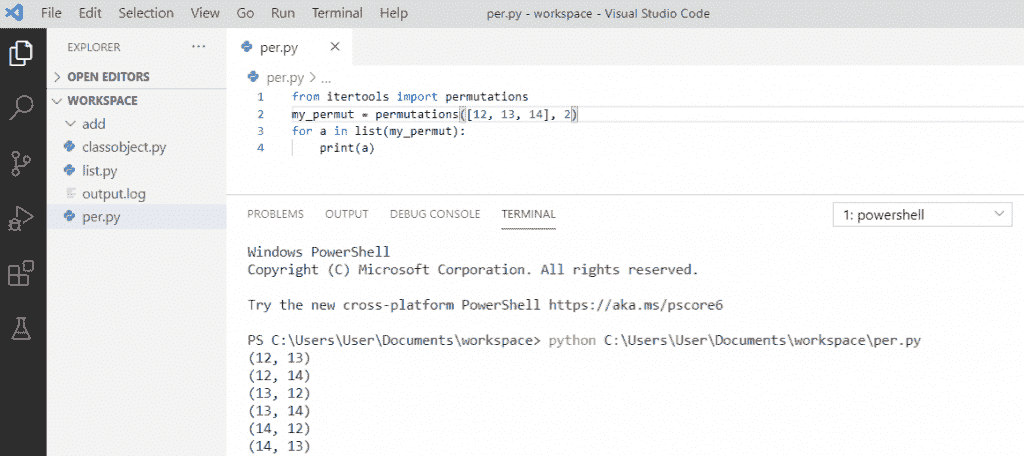 File Edit Selection View Go Run Terminal Help per.py - workspace - Visual Studio Code
EXPLORER ···
OPEN EDITORS
WORKSPACE
add
classobject.py
list.py
output.log
per.py
per.py ×
per.py > ...
1 from itertools import permutations
2 my_permut = permutations([12, 13, 14], 2)
3 for a in list(my_permut):
4     print(a)
PROBLEMS OUTPUT DEBUG CONSOLE TERMINAL 1: powershell
Windows PowerShell
Copyright (C) Microsoft Corporation. All rights reserved.
Try the new cross-platform PowerShell https://aka.ms/pscore6
PS C:\Users\User\Documents\workspace> python C:\Users\User\Documents\workspace\per.py
(12, 13)
(12, 14)
(13, 12)
(13, 14)
(14, 12)
(14, 13)